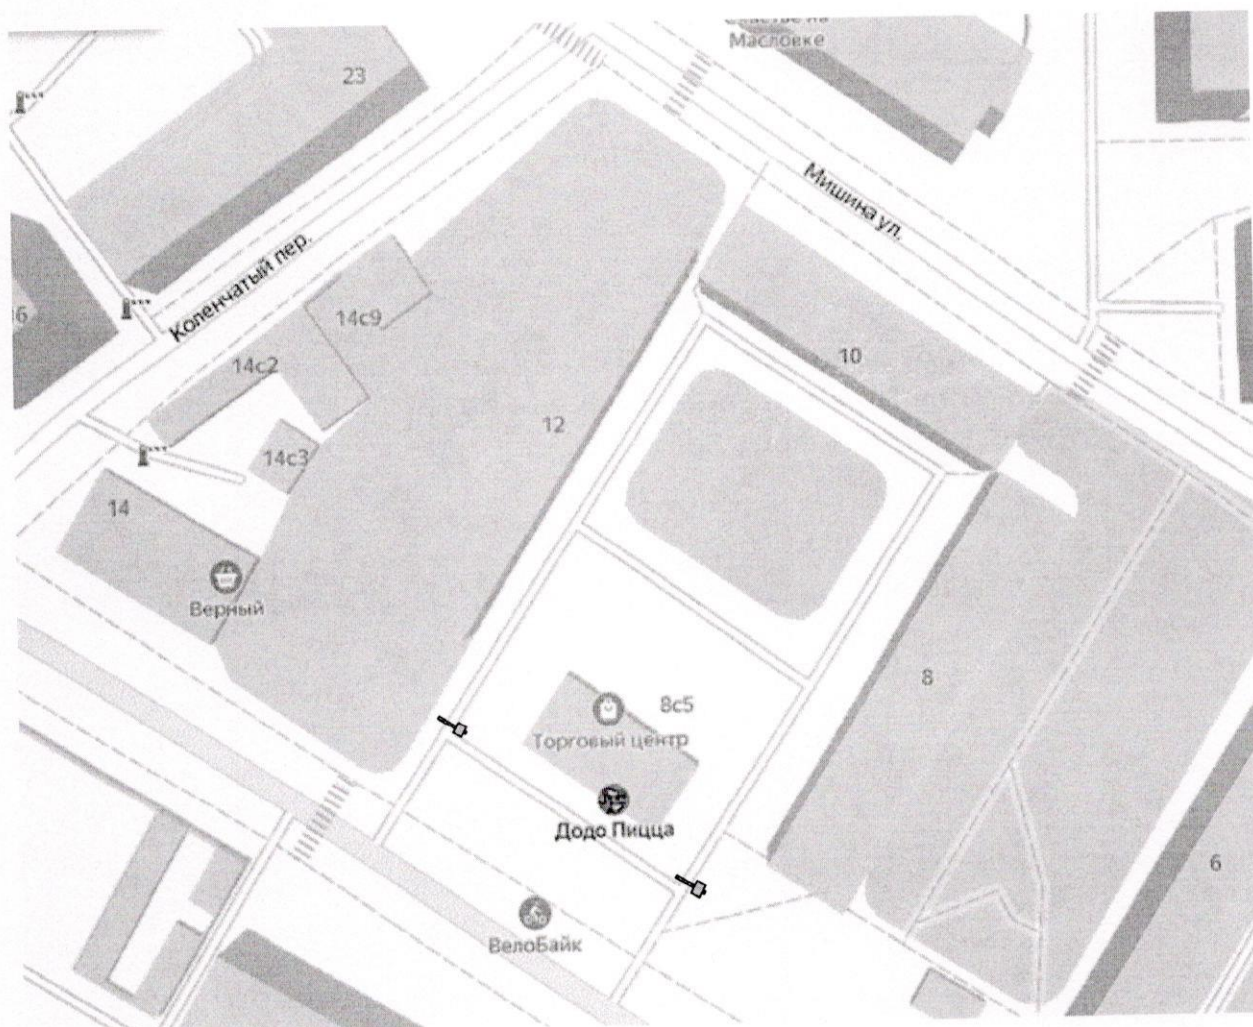 Масловке
23
Мишина ул.
Коленчатый пер.
14с9
10
14с2
12
14с3
14
Верный
8с5
8
Торговый центр
Додо Пицца
6
ВелоБайк